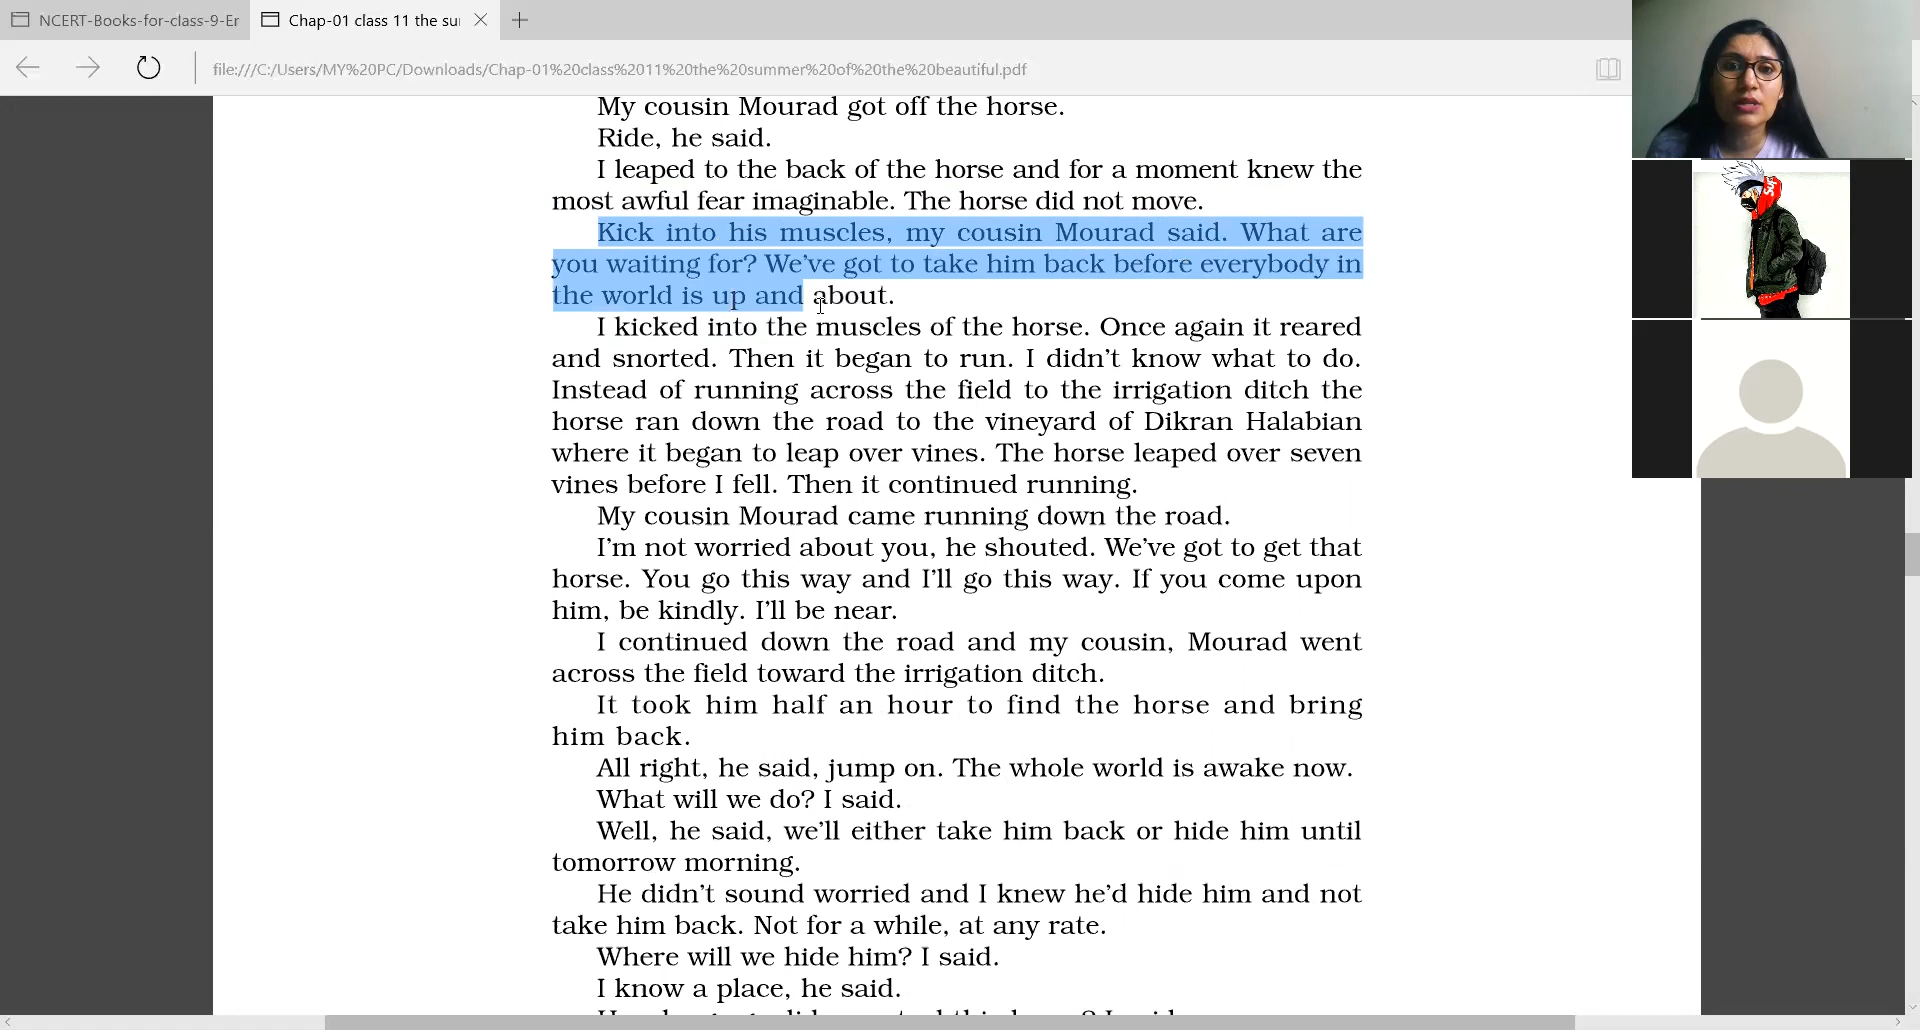 NCERT-Books-for-class-9-Er
Chap-01 class 11 the su
file:///C:/Users/MY%20PC/Downloads/Chap-01%20class%2011%20the%20summer%20of%20the%20beautiful.pdf
My cousin Mourad got off the horse.
Ride, he said.
I leaped to the back of the horse and for a moment knew the
most awful fear imaginable. The horse did not move.
Kick into his muscles, my cousin Mourad said. What are
you waiting for? We’ve got to take him back before everybody in
the world is up and about.
I kicked into the muscles of the horse. Once again it reared
and snorted. Then it began to run. I didn’t know what to do.
Instead of running across the field to the irrigation ditch the
horse ran down the road to the vineyard of Dikran Halabian
where it began to leap over vines. The horse leaped over seven
vines before I fell. Then it continued running.
My cousin Mourad came running down the road.
I’m not worried about you, he shouted. We’ve got to get that
horse. You go this way and I’ll go this way. If you come upon
him, be kindly. I’ll be near.
I continued down the road and my cousin, Mourad went
across the field toward the irrigation ditch.
It took him half an hour to find the horse and bring
him back.
All right, he said, jump on. The whole world is awake now.
What will we do? I said.
Well, he said, we’ll either take him back or hide him until
tomorrow morning.
He didn’t sound worried and I knew he’d hide him and not
take him back. Not for a while, at any rate.
Where will we hide him? I said.
I know a place, he said.